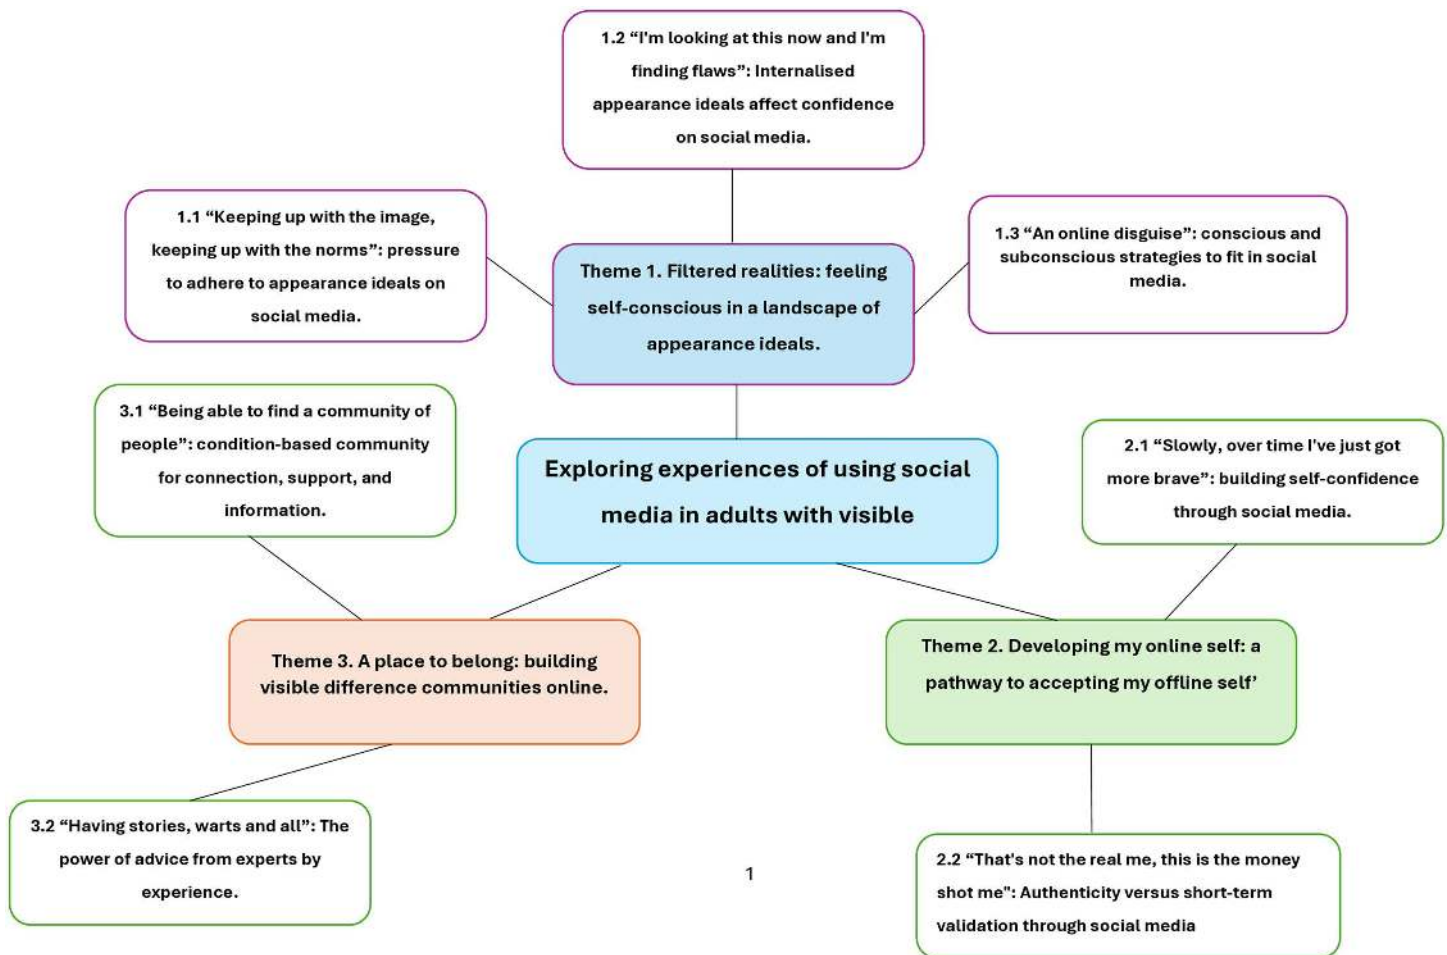 1.2 “I'm looking at this now and I'm
finding flaws”: Internalised
appearance ideals affect confidence
on social media.
1.1 “Keeping up with the image,
keeping up with the norms”: pressure
to adhere to appearance ideals on
social media.
1.3 “An online disguise”: conscious and
subconscious strategies to fit in social
media.
Theme 1. Filtered realities: feeling
self-conscious in a landscape of
appearance ideals.
3.1 “Being able to find a community of
people”: condition-based community
for connection, support, and
information.
2.1 “Slowly, over time I've just got
more brave”: building self-confidence
through social media.
Exploring experiences of using social
media in adults with visible
Theme 3. A place to belong: building
visible difference communities online.
Theme 2. Developing my online self: a
pathway to accepting my offline self’
3.2 “Having stories, warts and all”: The
power of advice from experts by
experience.
2.2 “That's not the real me, this is the money
shot me": Authenticity versus short-term
validation through social media
1